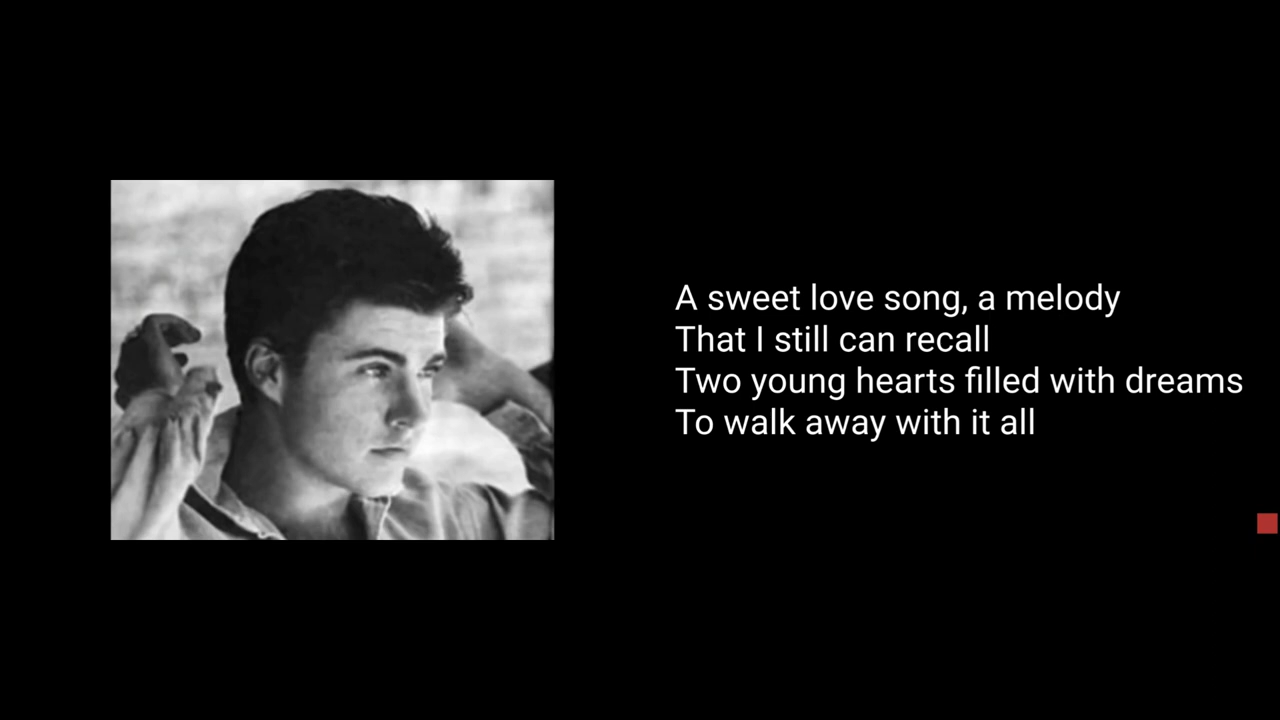 A sweet love song, a melody
That I still can recall
Two young hearts filled with dreams
To walk away with it all